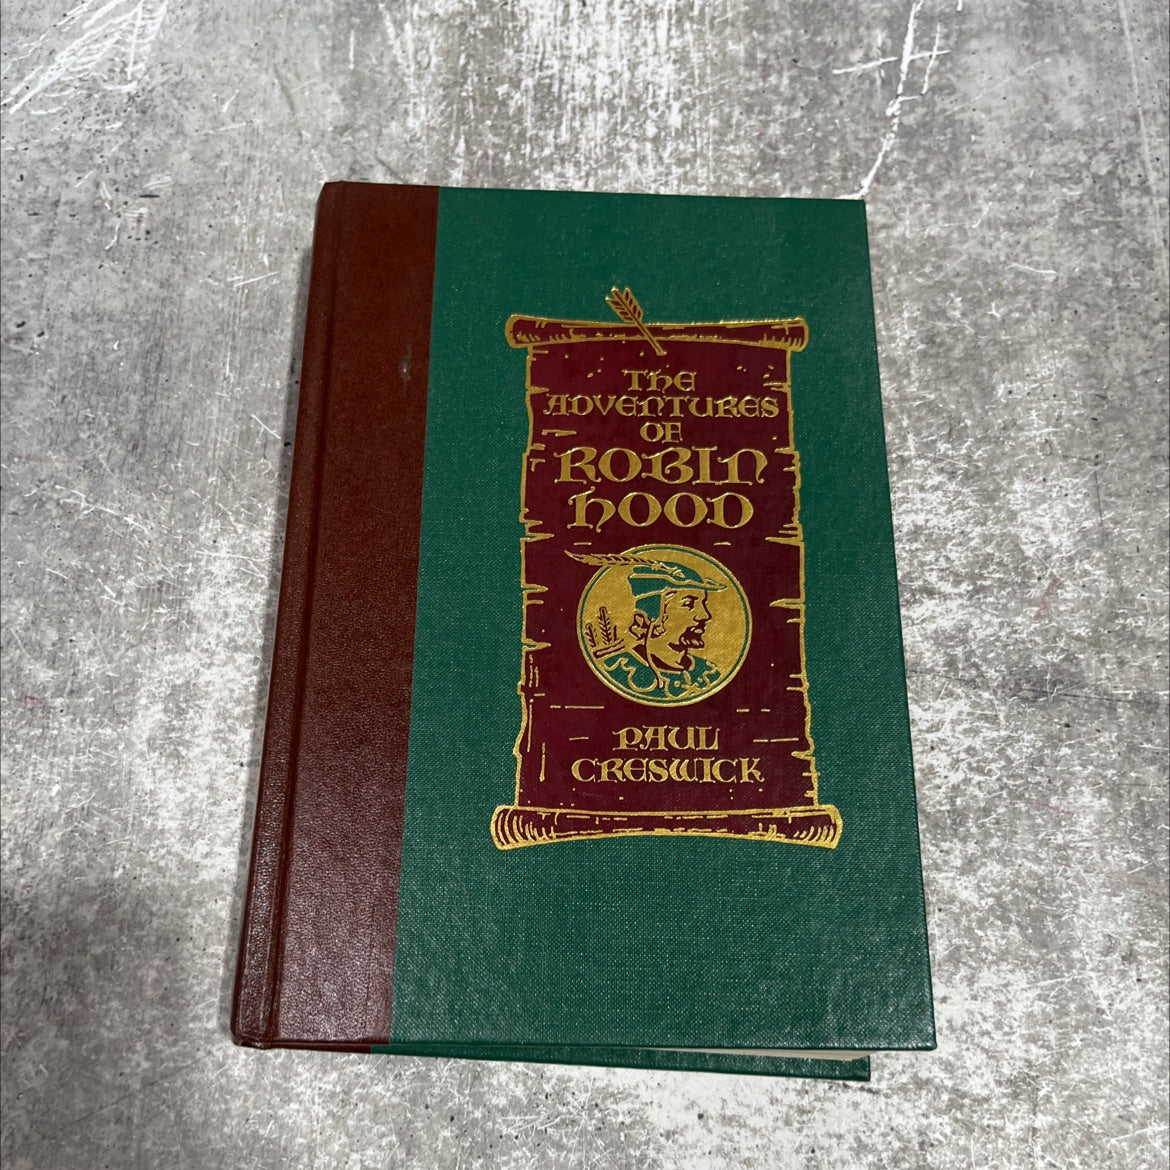 THE
ADVENTURES
OF
ROBIN
HOOD
PAUL
CRESWICK